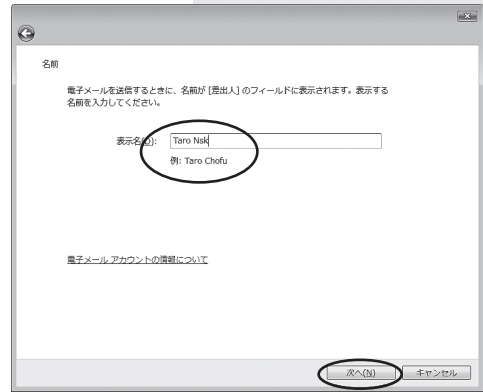 名前
電子メールを送信するときに、名前が [差出人] のフィールドに表示されます。表示する
名前を入力してください。
表示名(D): Taro Nsk
例: Taro Chofu
電子メール アカウントの情報について
次へ(N) キャンセル